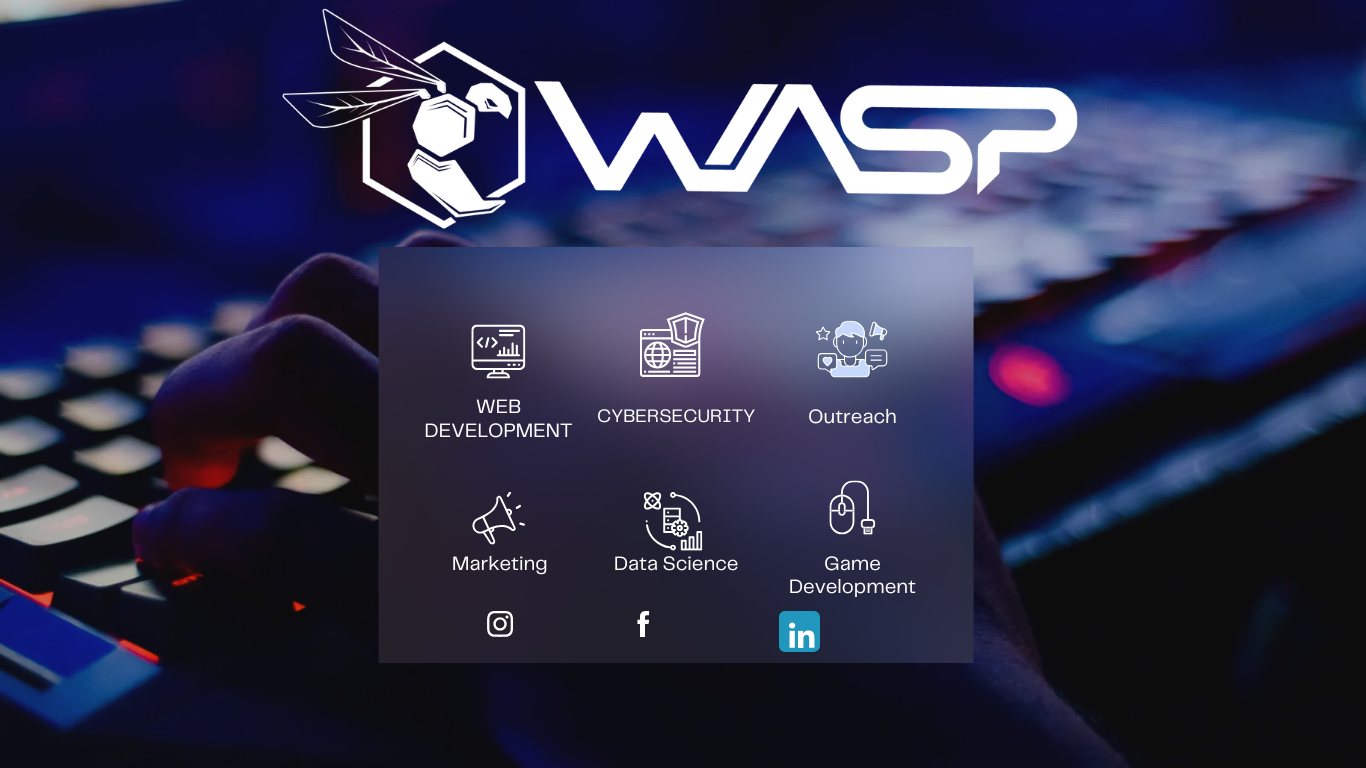 WASP
WEB
DEVELOPMENT
CYBERSECURITY
Outreach
Marketing
Data Science
Game
Development
f
in